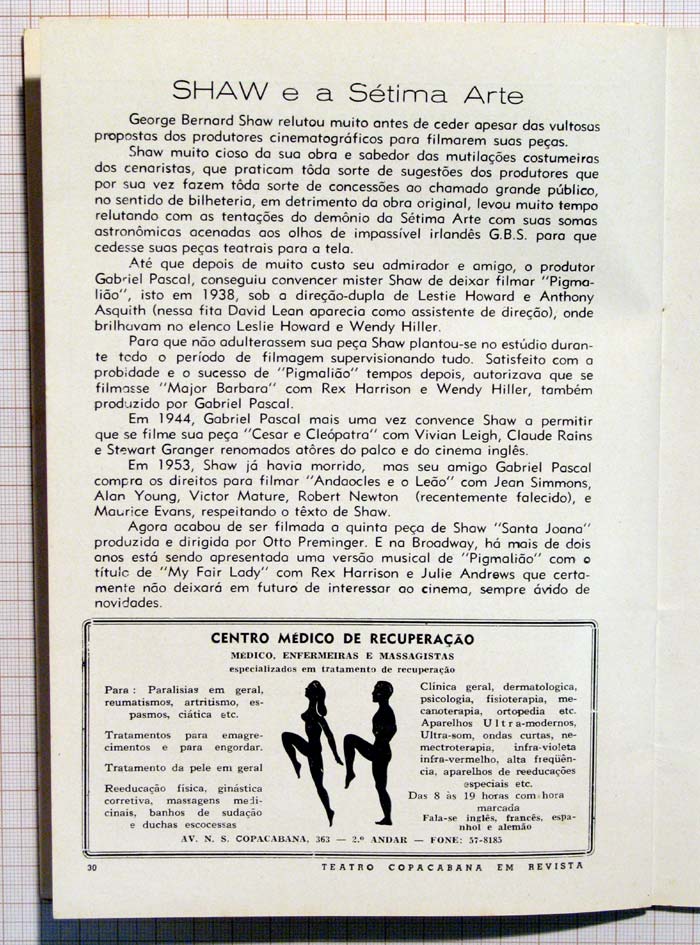 SHAW e a Sétima Arte
George Bernard Shaw relutou muito antes de ceder apesar das vultosas
propostas dos produtores cinematográficos para filmarem suas peças.
Shaw muito cioso da sua obra e sabedor das mutilações costumeiras
dos cenaristas, que praticam tôda sorte de sugestões dos produtores que
por sua vez fazem tôda sorte de concessões ao chamado grande público,
no sentido de bilheteria, em detrimento da obra original, levou muito tempo
relutando com as tentações do demônio da Sétima Arte com suas somas
astronômicas acenadas aos olhos de impassível irlandês G.B.S. para que
cedesse suas peças teatrais para a tela.
Até que depois de muito custo seu admirador e amigo, o produtor
Gabriel Pascal, conseguiu convencer mister Shaw de deixar filmar "Pigma-
lião", isto em 1938, sob a direção-dupla de Lestie Howard e Anthony
Asquith (nessa fita David Lean aparecia como assistente de direção), onde
brilhavam no elenco Leslie Howard e Wendy Hiller.
Para que não adulterassem sua peça Shaw plantou-se no estúdio duran-
te todo o período de filmagem supervisionando tudo. Satisfeito com a
probidade e o sucesso de "Pigmalião" tempos depois, autorizava que se
filmasse "Major Barbara" com Rex Harrison e Wendy Hiller, também
produzido por Gabriel Pascal.
Em 1944, Gabriel Pascal mais uma vez convence Shaw a permitir
que se filme sua peça "Cesar e Cleópatra" com Vivian Leigh, Claude Rains
e Stewart Granger renomados atôres do palco e do cinema inglês.
Em 1953, Shaw já havia morrido, mas seu amigo Gabriel Pascal
compra os direitos para filmar "Andaocles e o Leão" com Jean Simmons,
Alan Young, Victor Mature, Robert Newton (recentemente falecido), e
Maurice Evans, respeitando o têxto de Shaw.
Agora acabou de ser filmada a quinta peça de Shaw "Santa Joana"
produzida e dirigida por Otto Preminger. E na Broadway, há mais de dois
anos está sendo apresentada uma versão musical de "Pigmalião" com o
título de "My Fair Lady" com Rex Harrison e Julie Andrews que certa-
mente não deixará em futuro de interessar ao cinema, sempre ávido de
novidades.
CENTRO MÉDICO DE RECUPERAÇÃO
MÉDICO, ENFERMEIRAS E MASSAGISTAS
especializados em tratamento de recuperação
Para : Paralisias em geral,
reumatismos, artritismo, es-
pasmos, ciática etc.
Tratamentos para emagre-
cimentos e para engordar.
Tratamento da pele em geral
Reeducação física, ginástica
corretiva, massagens medi-
cinais, banhos de sudação
e duchas escocessas
Clínica geral, dermatologica,
psicologia, fisioterapia, me-
canoterapia, ortopedia etc.
Aparelhos Ultra-modernos,
Ultra-som, ondas curtas, ne-
mectroterapia, infra-violeta
infra-vermelho, alta freqüên-
cia, aparelhos de reeducações
especiais etc.
Das 8 às 19 horas com hora
marcada
Fala-se inglês, francês, espa-
nhol e alemão
AV. N. S. COPACABANA, 363 — 2.º ANDAR — FONE: 57-8185
30
TEATRO COPACABANA EM REVISTA